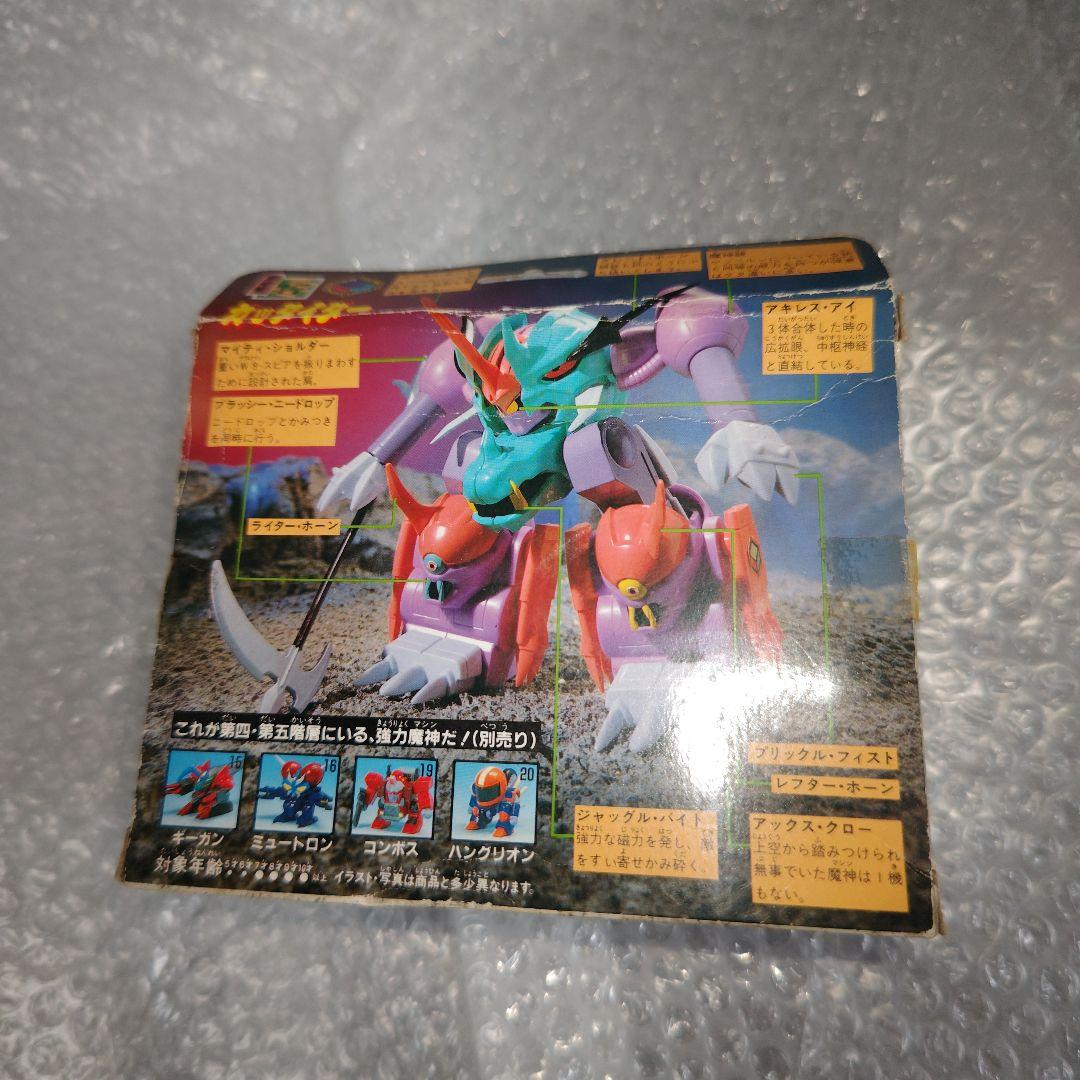 ガッタイダー
マイティ・ショルダー
重いWS・スピアを振りまわす
ために設計された肩。
ブラッシー・ニードロップ
ニードロップとかみつき
を同時に行う。
アキレス・アイ
3体合体した時の
広拡眼、中枢神経
と直結している。
ライター・ホーン
これが第四・第五階層にいる、強力魔神だ!(別売り)
15
16
19
20
ギーガン
ミュートロン
コンボス
ハングリオン
対象年齢
イラスト・写真は商品と多少異なります。
ブリックル・フィスト
レフター・ホーン
ジャッグル・バイト
強力な磁力を発し、敵
をすい寄せかみ砕く。
アックス・クロー
上空から踏みつけられ
無事でいた魔神は1機
もない。